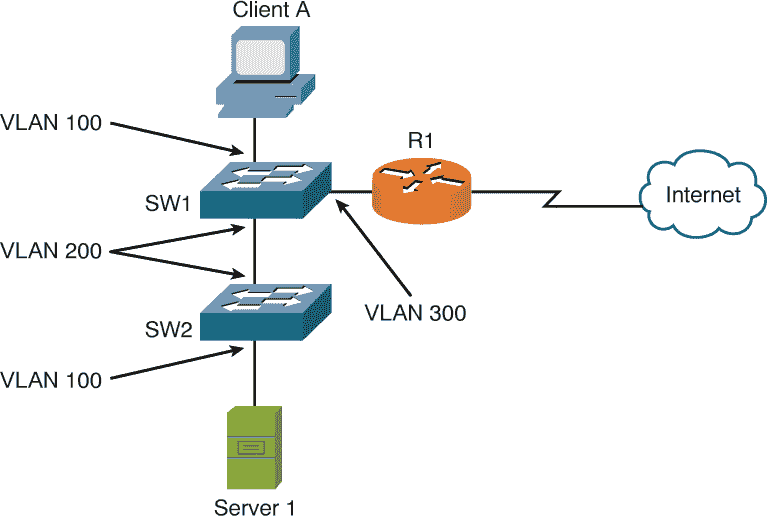 Client A
VLAN 100
R1
Internet
SW1
VLAN 200
VLAN 300
SW2
VLAN 100
Server 1